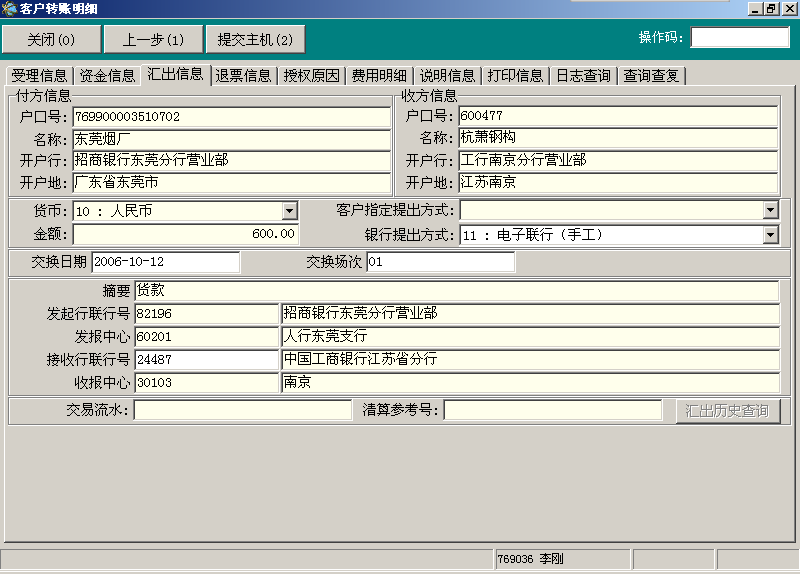 客户转账明细
关闭(0) 上一步(1) 提交主机(2) 操作码:
受理信息 资金信息 汇出信息 退票信息 授权原因 费用明细 说明信息 打印信息 日志查询 查询查复
付方信息 收方信息
户口号: 769900003510702 户口号: 600477
名称: 东莞烟厂 名称: 杭萧钢构
开户行: 招商银行东莞分行营业部 开户行: 工行南京分行营业部
开户地: 广东省东莞市 开户地: 江苏南京
货币: 10 : 人民币 客户指定提出方式:
金额: 600.00 银行提出方式: 11 : 电子联行（手工）
交换日期 2006-10-12 交换场次 01
摘要 货款
发起行联行号 82196 招商银行东莞分行营业部
发报中心 60201 人行东莞支行
接收行联行号 24487 中国工商银行江苏省分行
收报中心 30103 南京
交易流水: 清算参考号: 汇出历史查询
769036 李刚